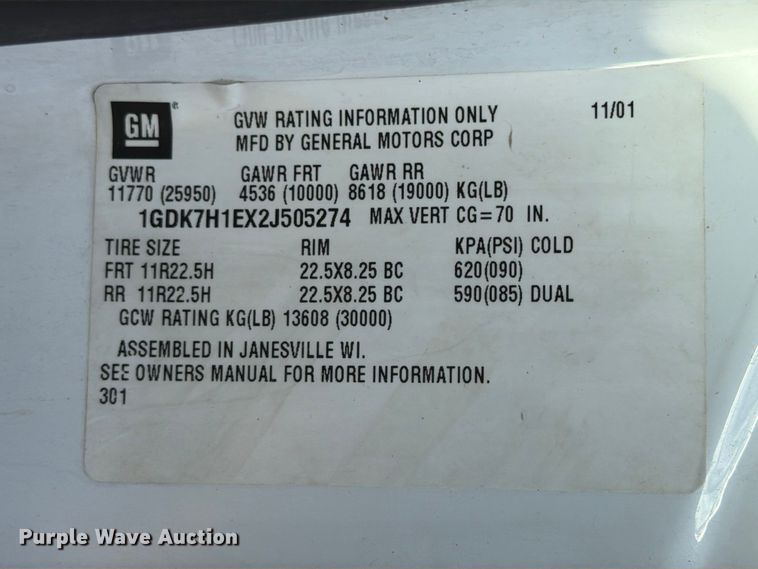 GM ®
GVW RATING INFORMATION ONLY 11/01
MFD BY GENERAL MOTORS CORP
GVWR GAWR FRT GAWR RR
11770 (25950) 4536 (10000) 8618 (19000) KG(LB)
1GDK7H1EX2J505274 MAX VERT CG=70 IN.
TIRE SIZE RIM KPA(PSI) COLD
FRT 11R22.5H 22.5X8.25 BC 620(090)
RR 11R22.5H 22.5X8.25 BC 590(085) DUAL
GCW RATING KG(LB) 13608 (30000)
ASSEMBLED IN JANESVILLE WI.
SEE OWNERS MANUAL FOR MORE INFORMATION.
301
Purple Wave Auction